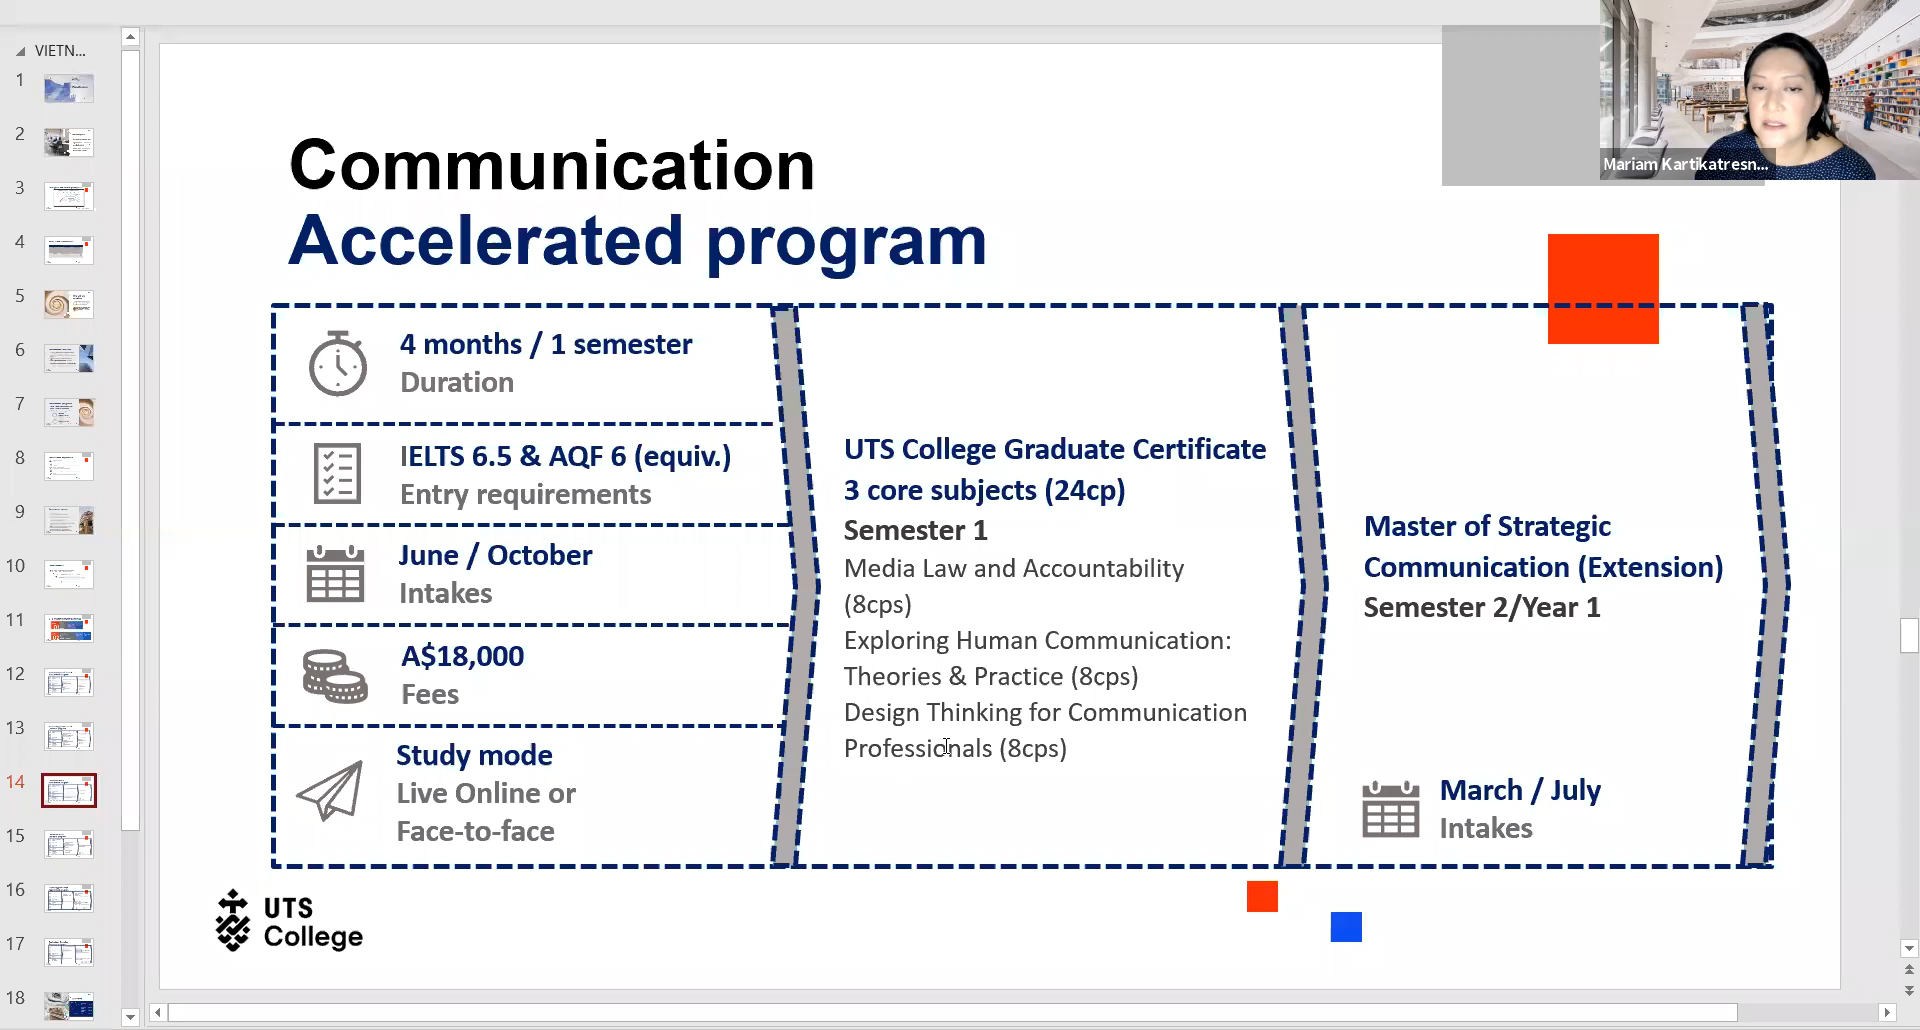 VIETN...
1
2
3
4
5
6
7
8
9
10
11
12
13
14
15
16
17
18
Mariam Kartikatresn...
Communication
Accelerated program
4 months / 1 semester
Duration
IELTS 6.5 & AQF 6 (equiv.)
Entry requirements
June / October
Intakes
A$18,000
Fees
Study mode
Live Online or
Face-to-face
UTS College Graduate Certificate
3 core subjects (24cp)
Semester 1
Media Law and Accountability
(8cps)
Exploring Human Communication:
Theories & Practice (8cps)
Design Thinking for Communication
Professionals (8cps)
Master of Strategic
Communication (Extension)
Semester 2/Year 1
March / July
Intakes
UTS
College